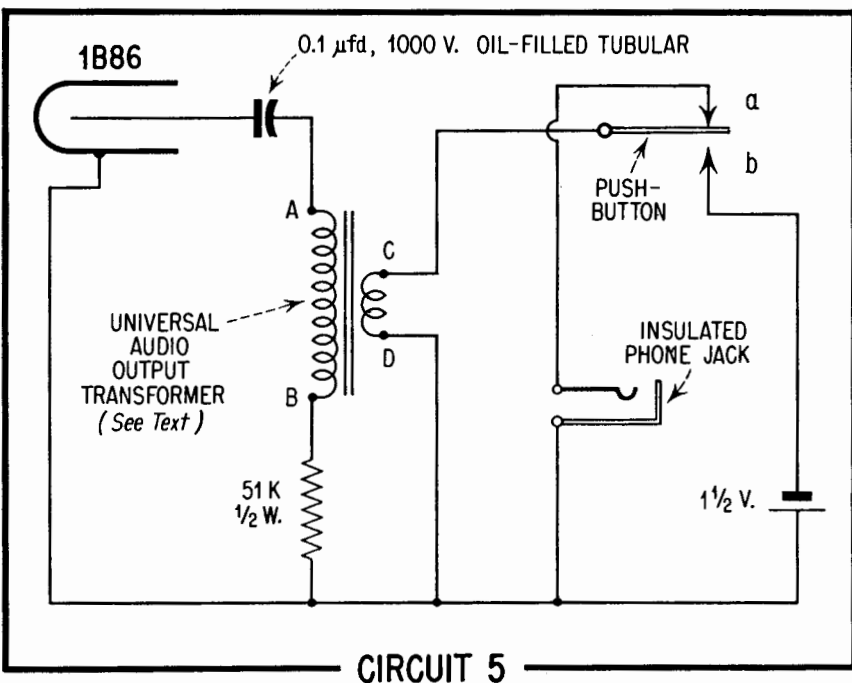 1B86
0.1 µfd, 1000 V. OIL-FILLED TUBULAR
a
b
PUSH-
BUTTON
A
C
UNIVERSAL
AUDIO
OUTPUT
TRANSFORMER
(See Text)
D
B
INSULATED
PHONE JACK
51 K
1/2 W.
1 1/2 V.
CIRCUIT 5